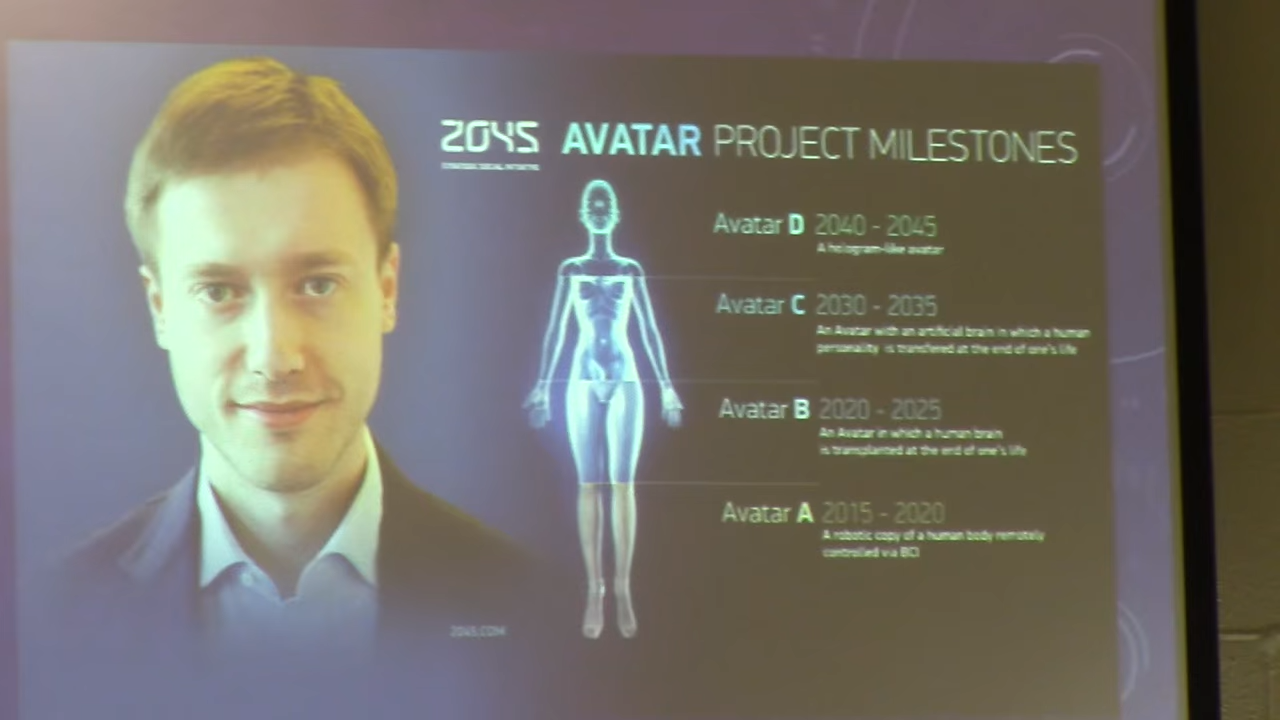 2045 AVATAR PROJECT MILESTONES
Avatar D 2040 - 2045
A hologram-like avatar
Avatar C 2030 - 2035
An Avatar with an artificial brain in which a human
personality is transfered at the end of one's life
Avatar B 2020 - 2025
An Avatar in which a human brain
is transplanted at the end of one's life
Avatar A 2015 - 2020
A robotic copy of a human body remotely
controlled via BCI
2045.COM